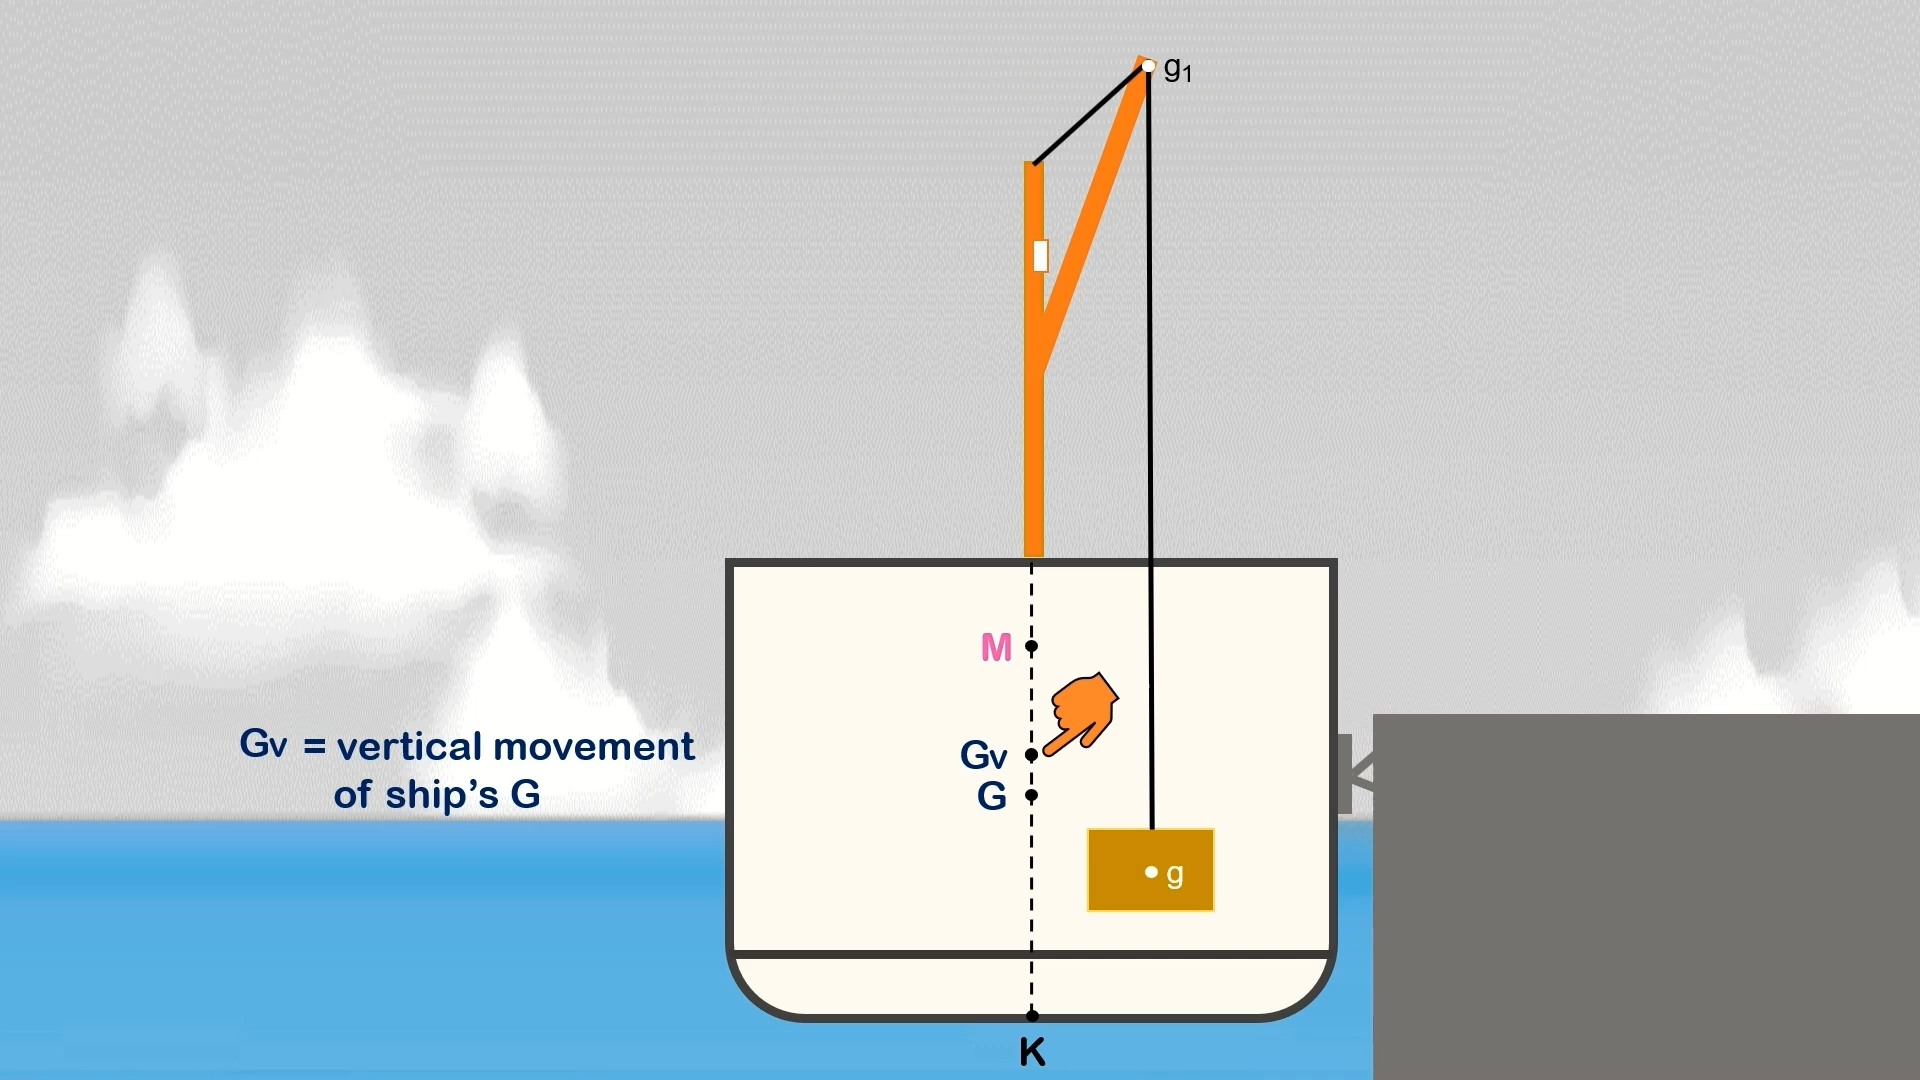 g₁
M
Gv = vertical movement
of ship’s G
Gv
G
g
K